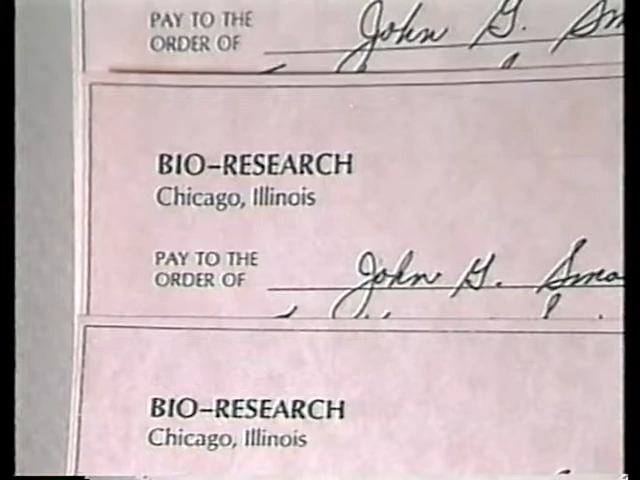 PAY TO THE
ORDER OF John G.
BIO-RESEARCH
Chicago, Illinois
PAY TO THE
ORDER OF John G.
BIO-RESEARCH
Chicago, Illinois